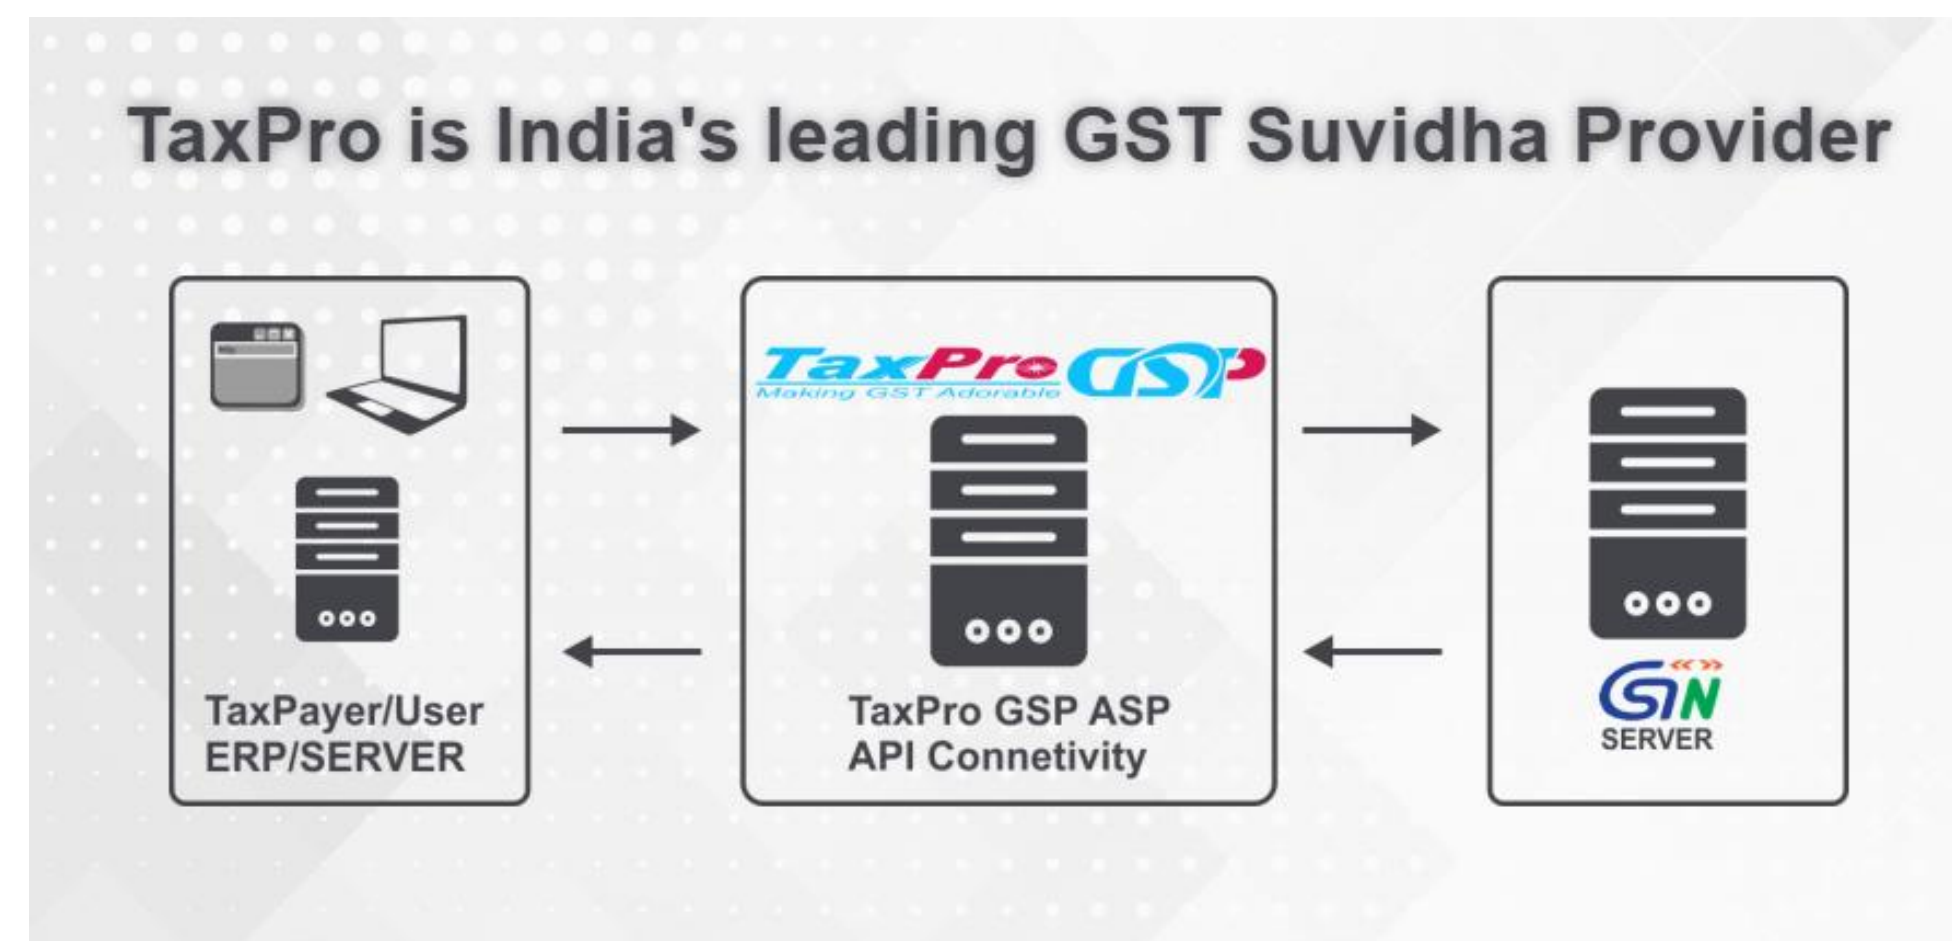 TaxPro is India's leading GST Suvidha Provider
TaxPro GSP
Making GST Adorable
TaxPayer/User
ERP/SERVER
TaxPro GSP ASP
API Connetivity
GSTN
SERVER